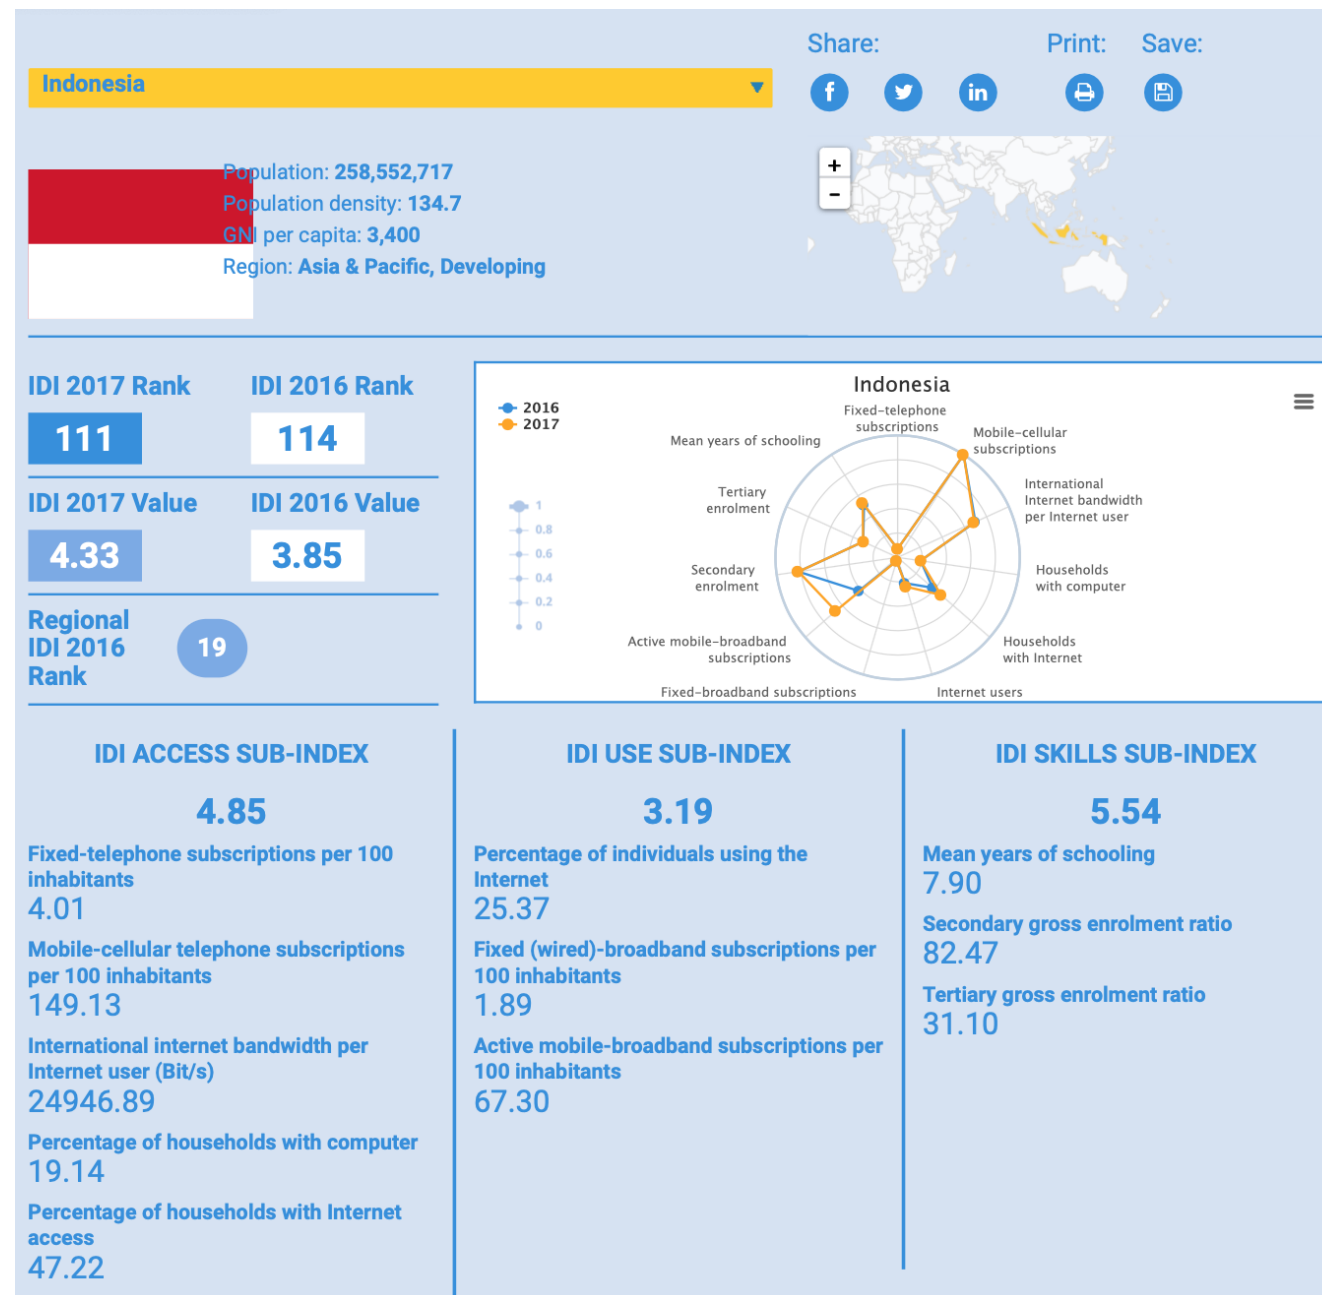 Share:
Print:
Save:
Indonesia
f
in
Population: 258,552,717
Population density: 134.7
GNI per capita: 3,400
Region: Asia & Pacific, Developing
+
−
IDI 2017 Rank
IDI 2016 Rank
111
114
IDI 2017 Value
IDI 2016 Value
4.33
3.85
Regional
IDI 2016
Rank
19
Indonesia
2016
2017
1
0.8
0.6
0.4
0.2
0
Fixed-telephone
subscriptions
Mobile-cellular
subscriptions
International
Internet bandwidth
per Internet user
Households
with computer
Households
with Internet
Internet users
Fixed-broadband subscriptions
Active mobile-broadband
subscriptions
Secondary
enrolment
Tertiary
enrolment
Mean years of schooling
IDI ACCESS SUB-INDEX
4.85
Fixed-telephone subscriptions per 100
inhabitants
4.01
Mobile-cellular telephone subscriptions
per 100 inhabitants
149.13
International internet bandwidth per
Internet user (Bit/s)
24946.89
Percentage of households with computer
19.14
Percentage of households with Internet
access
47.22
IDI USE SUB-INDEX
3.19
Percentage of individuals using the
Internet
25.37
Fixed (wired)-broadband subscriptions per
100 inhabitants
1.89
Active mobile-broadband subscriptions per
100 inhabitants
67.30
IDI SKILLS SUB-INDEX
5.54
Mean years of schooling
7.90
Secondary gross enrolment ratio
82.47
Tertiary gross enrolment ratio
31.10